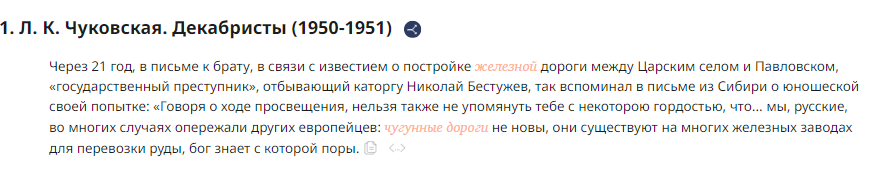 1. Л. К. Чуковская. Декабристы (1950-1951)
Через 21 год, в письме к брату, в связи с известием о постройке железной дороги между Царским селом и Павловском,
«государственный преступник», отбывающий каторгу Николай Бестужев, так вспоминал в письме из Сибири о юношеской
своей попытке: «Говоря о ходе просвещения, нельзя также не упомянуть тебе с некоторою гордостью, что... мы, русские,
во многих случаях опережали других европейцев: чугунные дороги не новы, они существуют на многих железных заводах
для перевозки руды, бог знает с которой поры.